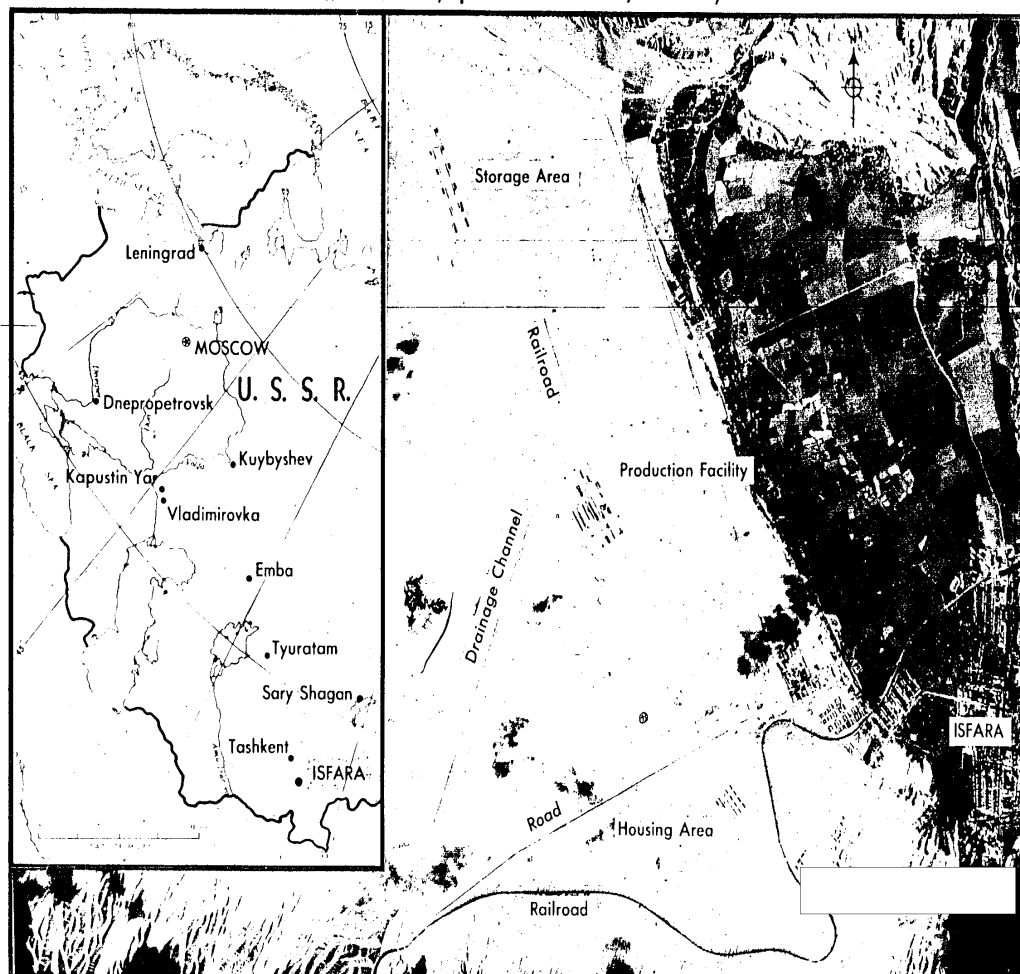 Leningrad
MOSCOW
U. S. S. R.
Dnepropetrovsk
Kuybyshev
Kapustin Yar
Vladimirovka
Emba
Tyuratam
Sary Shagan
Tashkent
ISFARA
Storage Area
Railroad
Production Facility
Drainage Channel
ISFARA
Road
Housing Area
Railroad